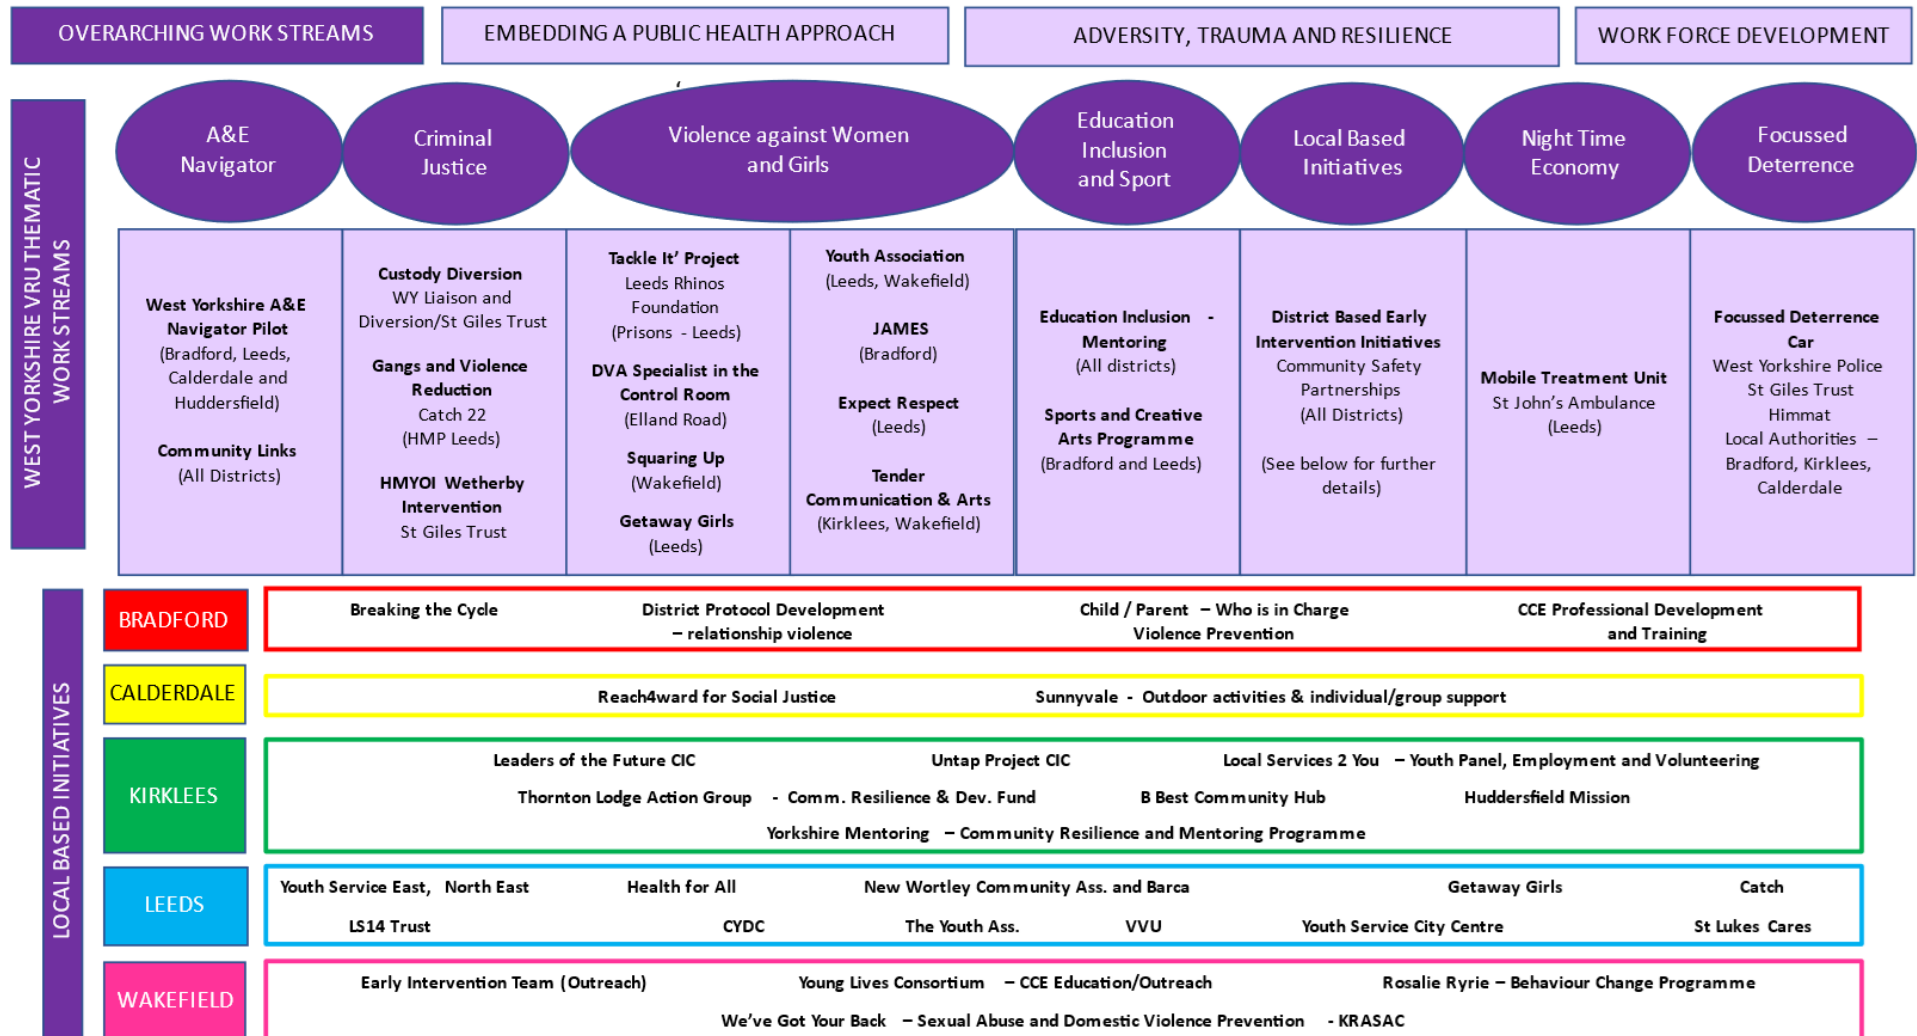 OVERARCHING WORK STREAMS
EMBEDDING A PUBLIC HEALTH APPROACH
ADVERSITY, TRAUMA AND RESILIENCE
WORK FORCE DEVELOPMENT
WEST YORKSHIRE VRU THEMATIC
WORK STREAMS
A&E
Navigator
Criminal
Justice
‘
Violence against Women
and Girls
Education
Inclusion
and Sport
Local Based
Initiatives
Night Time
Economy
Focussed
Deterrence
West Yorkshire A&E
Navigator Pilot
(Bradford, Leeds,
Calderdale and
Huddersfield)
Community Links
(All Districts)
Custody Diversion
WY Liaison and
Diversion/St Giles Trust
Gangs and Violence
Reduction
Catch 22
(HMP Leeds)
HMYOI Wetherby
Intervention
St Giles Trust
Tackle It’ Project
Leeds Rhinos
Foundation
(Prisons - Leeds)
DVA Specialist in the
Control Room
(Elland Road)
Squaring Up
(Wakefield)
Getaway Girls
(Leeds)
Youth Association
(Leeds, Wakefield)
JAMES
(Bradford)
Expect Respect
(Leeds)
Tender
Communication & Arts
(Kirklees, Wakefield)
Education Inclusion -
Mentoring
(All districts)
Sports and Creative
Arts Programme
(Bradford and Leeds)
District Based Early
Intervention Initiatives
Community Safety
Partnerships
(All Districts)
(See below for further
details)
Mobile Treatment Unit
St John’s Ambulance
(Leeds)
Focussed Deterrence
Car
West Yorkshire Police
St Giles Trust
Himmat
Local Authorities –
Bradford, Kirklees,
Calderdale
LOCAL BASED INITIATIVES
BRADFORD
Breaking the Cycle
District Protocol Development
– relationship violence
Child / Parent – Who is in Charge
Violence Prevention
CCE Professional Development
and Training
CALDERDALE
Reach4ward for Social Justice
Sunnyvale - Outdoor activities & individual/group support
KIRKLEES
Leaders of the Future CIC
Untap Project CIC
Local Services 2 You – Youth Panel, Employment and Volunteering
Thornton Lodge Action Group - Comm. Resilience & Dev. Fund
B Best Community Hub
Huddersfield Mission
Yorkshire Mentoring – Community Resilience and Mentoring Programme
LEEDS
Youth Service East, North East
Health for All
New Wortley Community Ass. and Barca
Getaway Girls
Catch
LS14 Trust
CYDC
The Youth Ass.
VVU
Youth Service City Centre
St Lukes Cares
WAKEFIELD
Early Intervention Team (Outreach)
Young Lives Consortium – CCE Education/Outreach
Rosalie Ryrie – Behaviour Change Programme
We’ve Got Your Back – Sexual Abuse and Domestic Violence Prevention - KRASAC